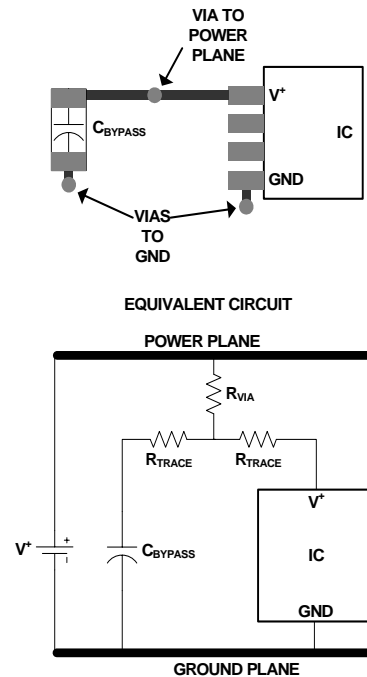 VIA TO
POWER
PLANE
V+
CBYPASS
IC
GND
VIAS
TO
GND
EQUIVALENT CIRCUIT
POWER PLANE
RVIA
RTRACE
RTRACE
V+
V+
+
–
CBYPASS
IC
GND
GROUND PLANE